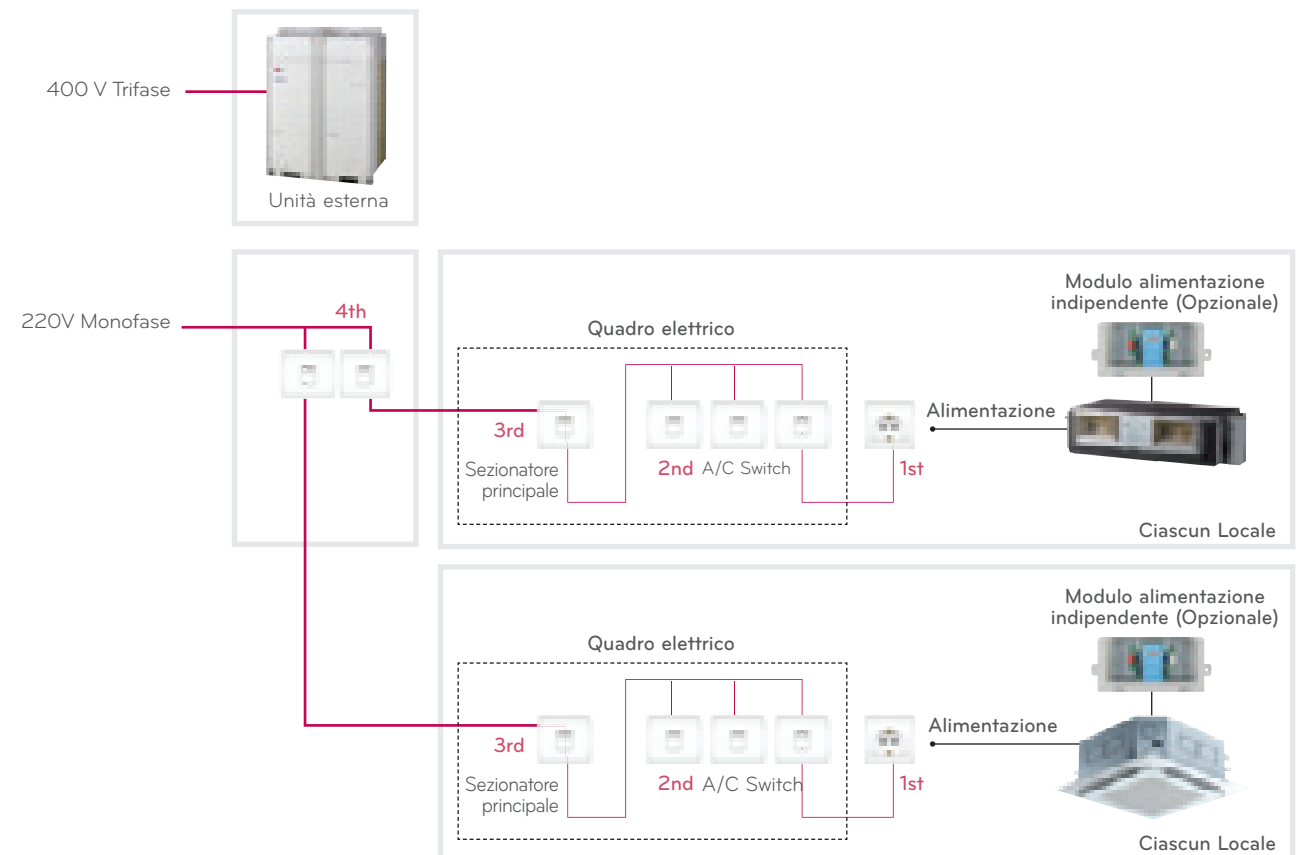 400 V Trifase
Unità esterna
220V Monofase
4th
Quadro elettrico
Modulo alimentazione
indipendente (Opzionale)
3rd
Sezionatore
principale
2nd A/C Switch
1st
Alimentazione
Ciascun Locale
Quadro elettrico
Modulo alimentazione
indipendente (Opzionale)
3rd
Sezionatore
principale
2nd A/C Switch
1st
Alimentazione
Ciascun Locale